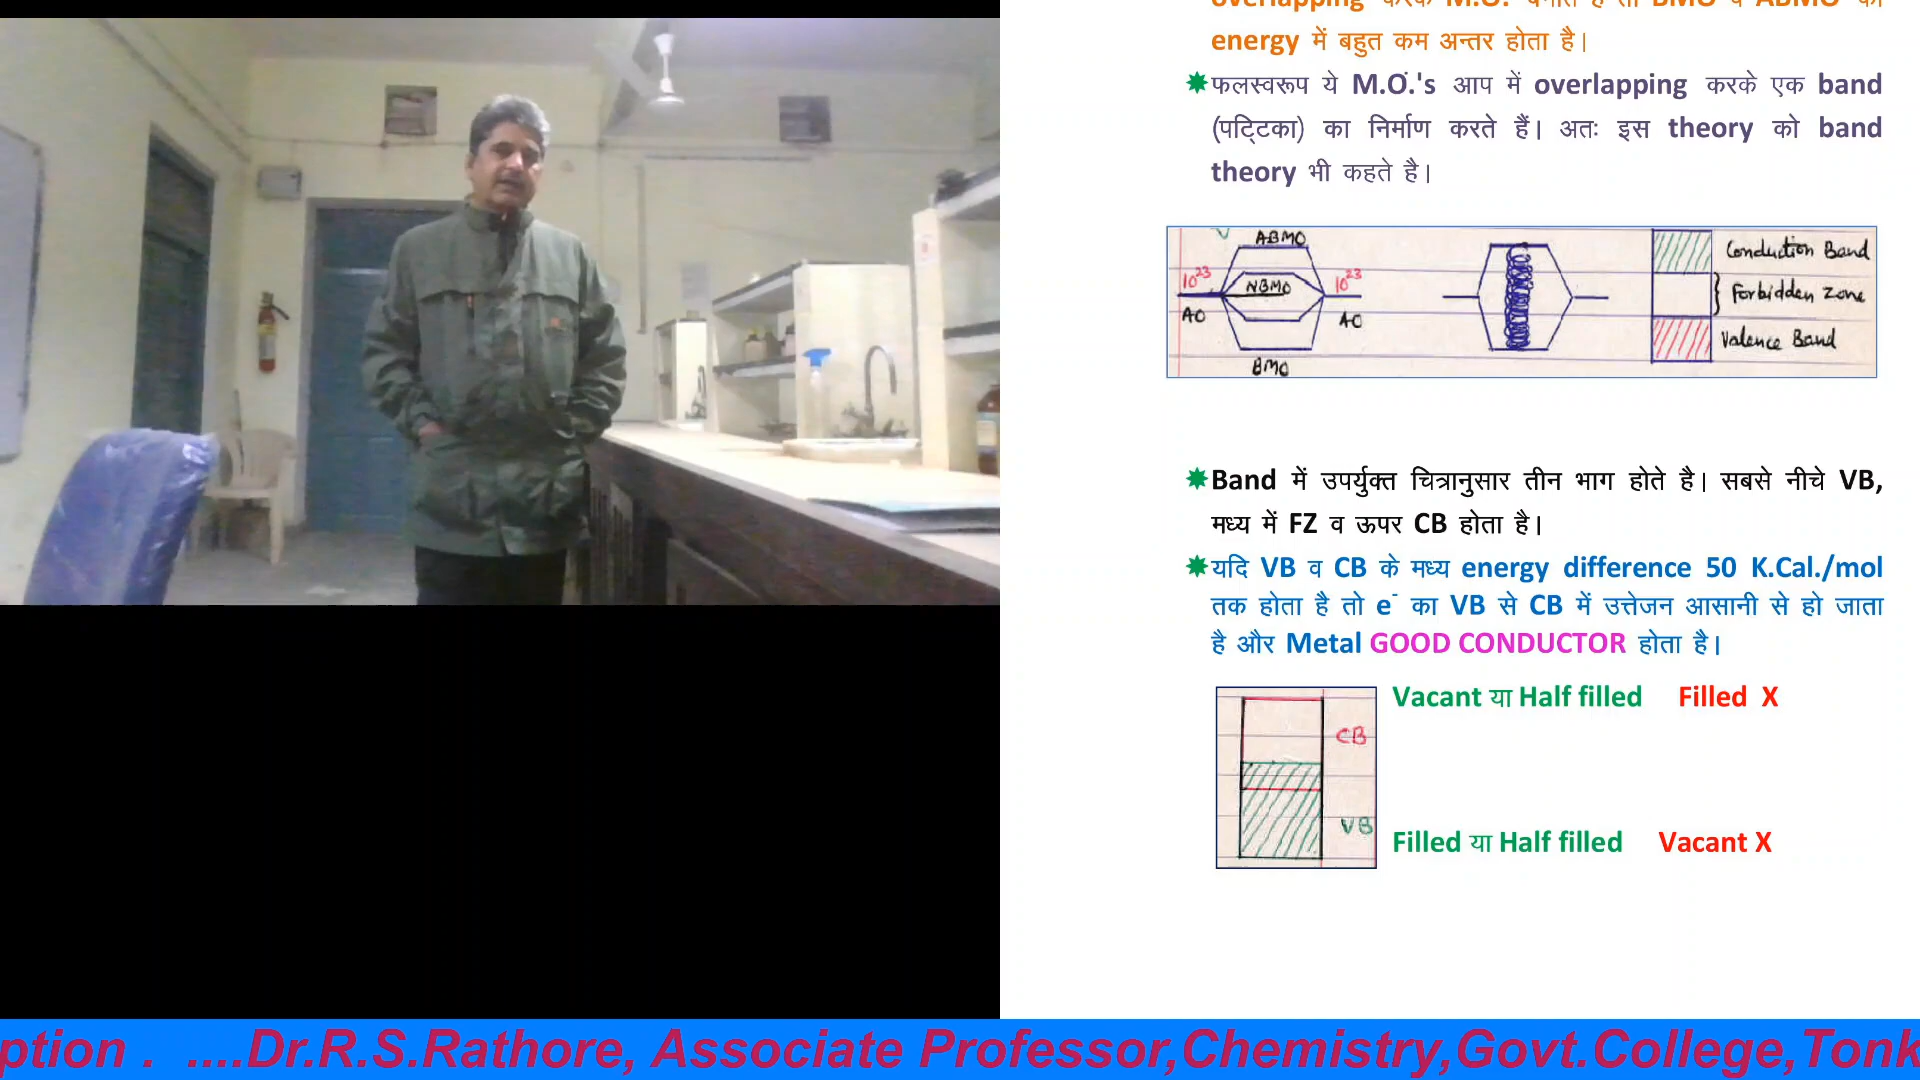 energy में बहुत कम अन्तर होता है।
फलस्वरूप ये M.O.'s आप में overlapping करके एक band
(पट्टिका) का निर्माण करते हैं। अतः इस theory को band
theory भी कहते है।
ABMO
10²³
NBMO
10²³
AO
AO
BMO
Conduction Band
Forbidden Zone
Valence Band
Band में उपर्युक्त चित्रानुसार तीन भाग होते है। सबसे नीचे VB,
मध्य में FZ व ऊपर CB होता है।
यदि VB व CB के मध्य energy difference 50 K.Cal./mol
तक होता है तो e⁻ का VB से CB में उत्तेजन आसानी से हो जाता
है और Metal GOOD CONDUCTOR होता है।
Vacant या Half filled Filled X
CB
VB
Filled या Half filled Vacant X
ption . ....Dr.R.S.Rathore, Associate Professor,Chemistry,Govt.College,Tonk